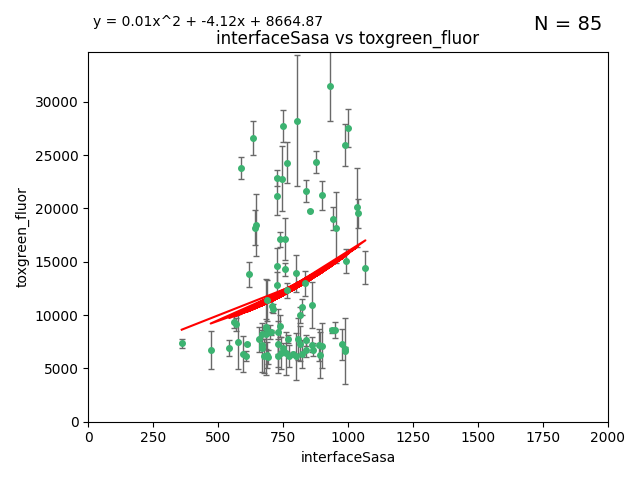 y = 0.01x^2 + -4.12x + 8664.87
N = 85
interfaceSasa vs toxgreen_fluor
toxgreen_fluor
30000
25000
20000
15000
10000
5000
0
0 250 500 750 1000 1250 1500 1750 2000
interfaceSasa